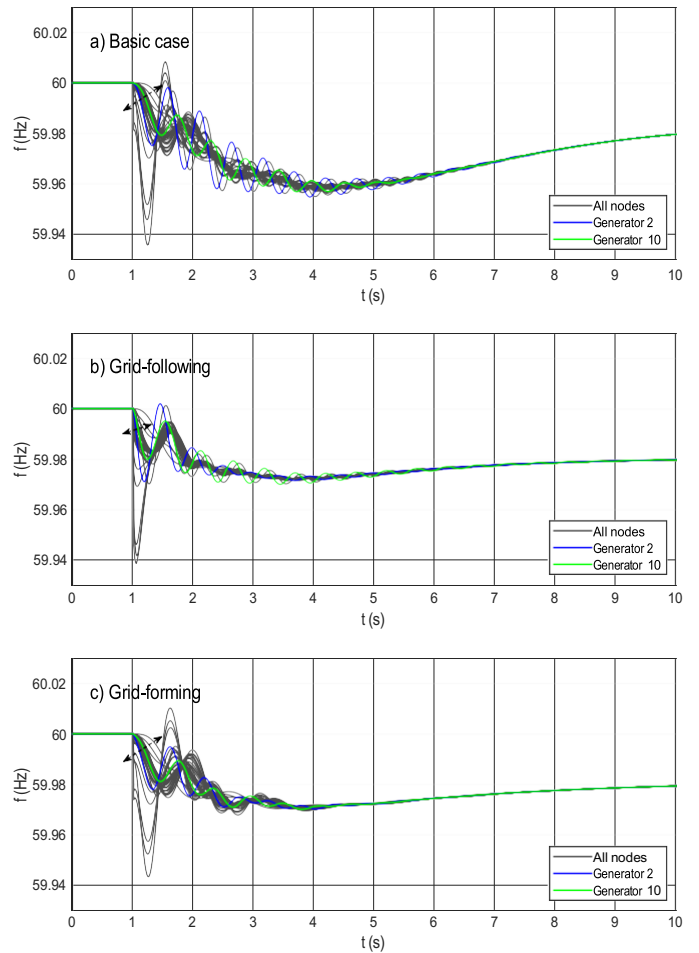 60.02
a) Basic case
60
f (Hz)
59.98
59.96
59.94
All nodes
Generator 2
Generator 10
0 1 2 3 4 5 6 7 8 9 10
t (s)
60.02
b) Grid-following
60
f (Hz)
59.98
59.96
59.94
All nodes
Generator 2
Generator 10
0 1 2 3 4 5 6 7 8 9 10
t (s)
60.02
c) Grid-forming
60
f (Hz)
59.98
59.96
59.94
All nodes
Generator 2
Generator 10
0 1 2 3 4 5 6 7 8 9 10
t (s)